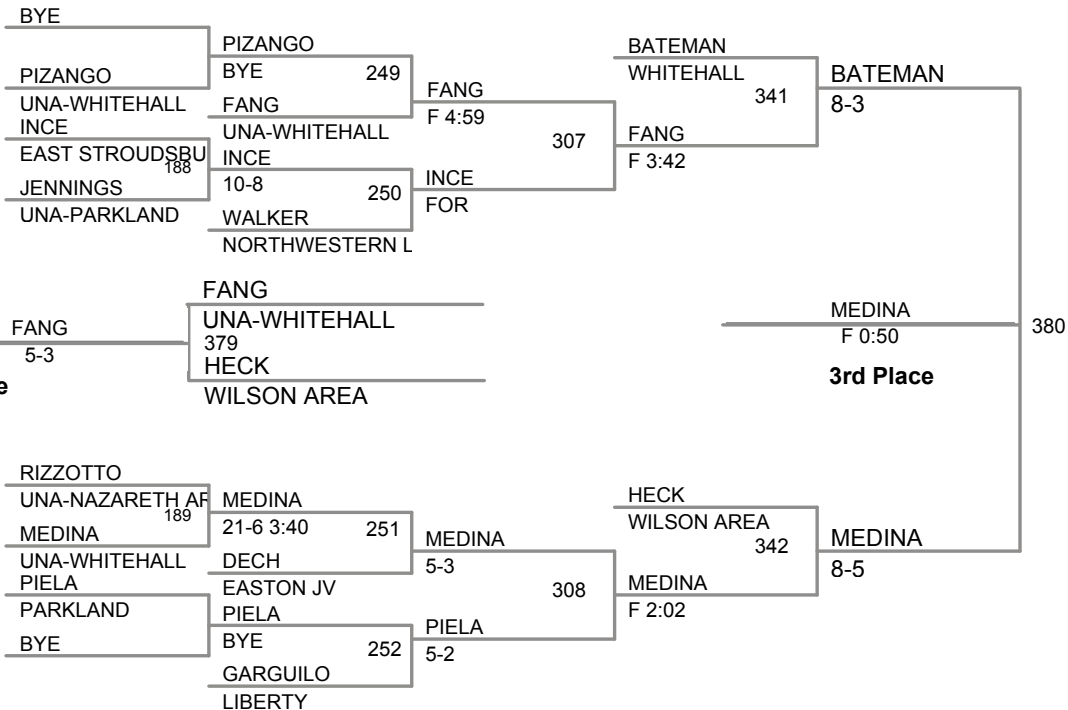 BYE
PIZANGO
PIZANGO
BYE
249
UNA-WHITEHALL
FANG
UNA-WHITEHALL
FANG
F 4:59
INCE
EAST STROUDSBU
188
INCE
10-8
250
JENNINGS
UNA-PARKLAND
WALKER
NORTHWESTERN L
INCE
FOR
307
FANG
F 3:42
BATEMAN
WHITEHALL
341
BATEMAN
8-3
FANG
5-3
e
FANG
UNA-WHITEHALL
379
HECK
WILSON AREA
MEDINA
F 0:50
3rd Place
380
RIZZOTTO
UNA-NAZARETH AR
189
MEDINA
UNA-WHITEHALL
MEDINA
21-6 3:40
251
DECH
EASTON JV
MEDINA
5-3
PIELA
PARKLAND
BYE
PIELA
BYE
252
GARGUILO
LIBERTY
PIELA
5-2
308
MEDINA
F 2:02
HECK
WILSON AREA
342
MEDINA
8-5